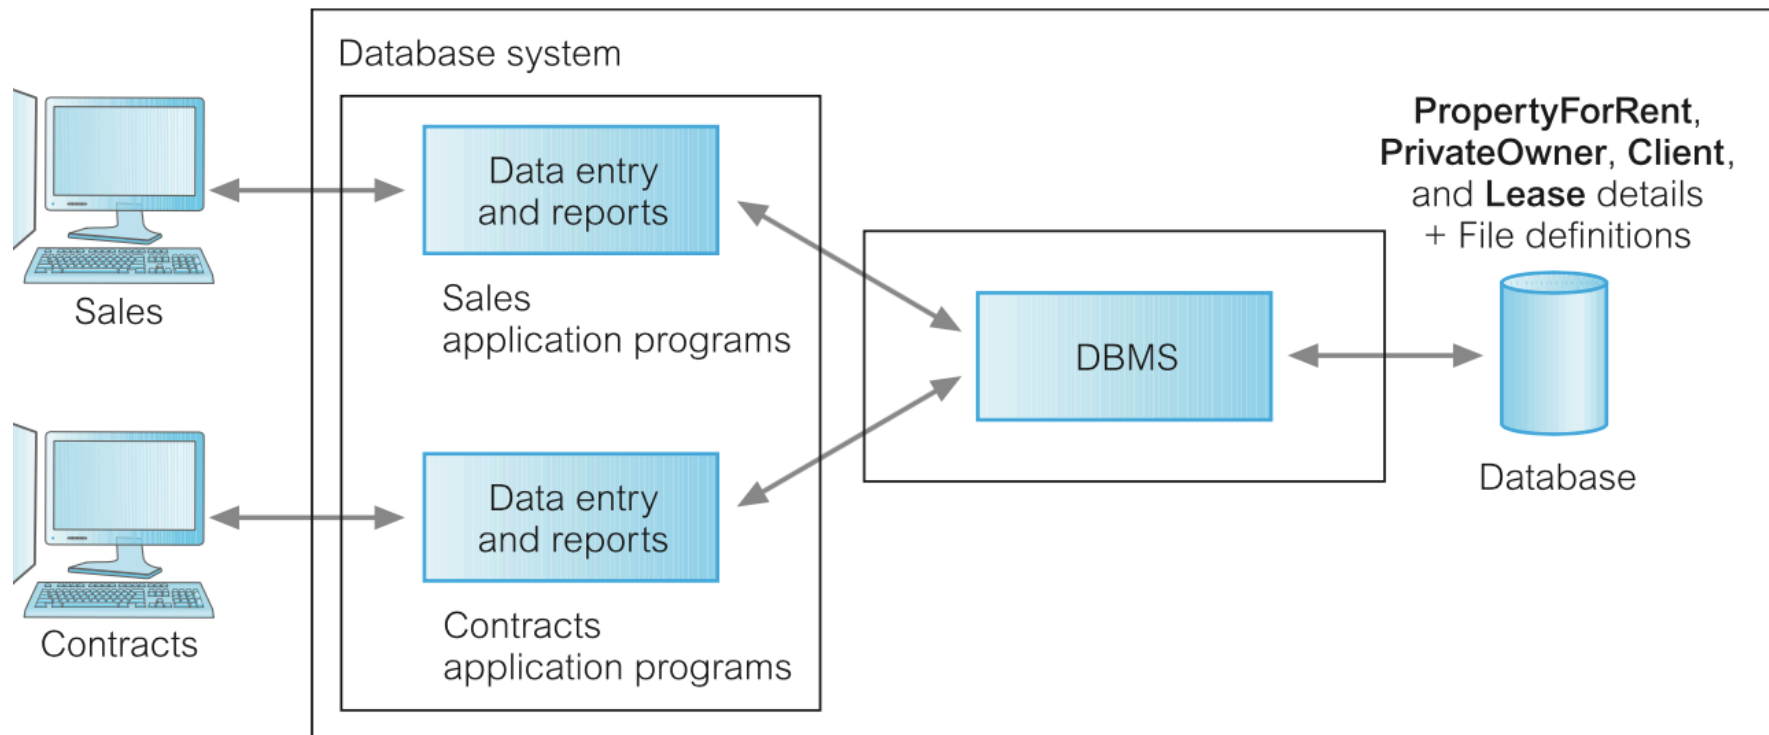 Database system
Sales
Data entry
and reports
Sales
application programs
Contracts
Data entry
and reports
Contracts
application programs
DBMS
PropertyForRent,
PrivateOwner, Client,
and Lease details
+ File definitions
Database